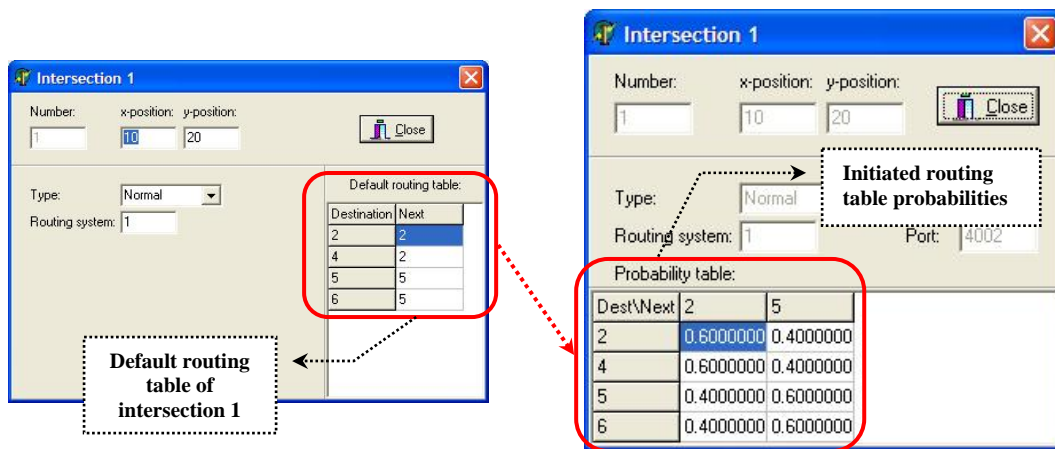 Intersection 1
Number: x-position: y-position:
1 10 20 Close
Type: Normal
Routing system: 1
Default routing table:
Destination Next
2 2
4 2
5 5
6 5
Default routing
table of
intersection 1
Intersection 1
Number: x-position: y-position:
1 10 20 Close
Initiated routing
table probabilities
Type: Normal
Routing system: 1 Port: 4002
Probability table:
Dest\Next 2 5
2 0.6000000 0.4000000
4 0.6000000 0.4000000
5 0.4000000 0.6000000
6 0.4000000 0.6000000